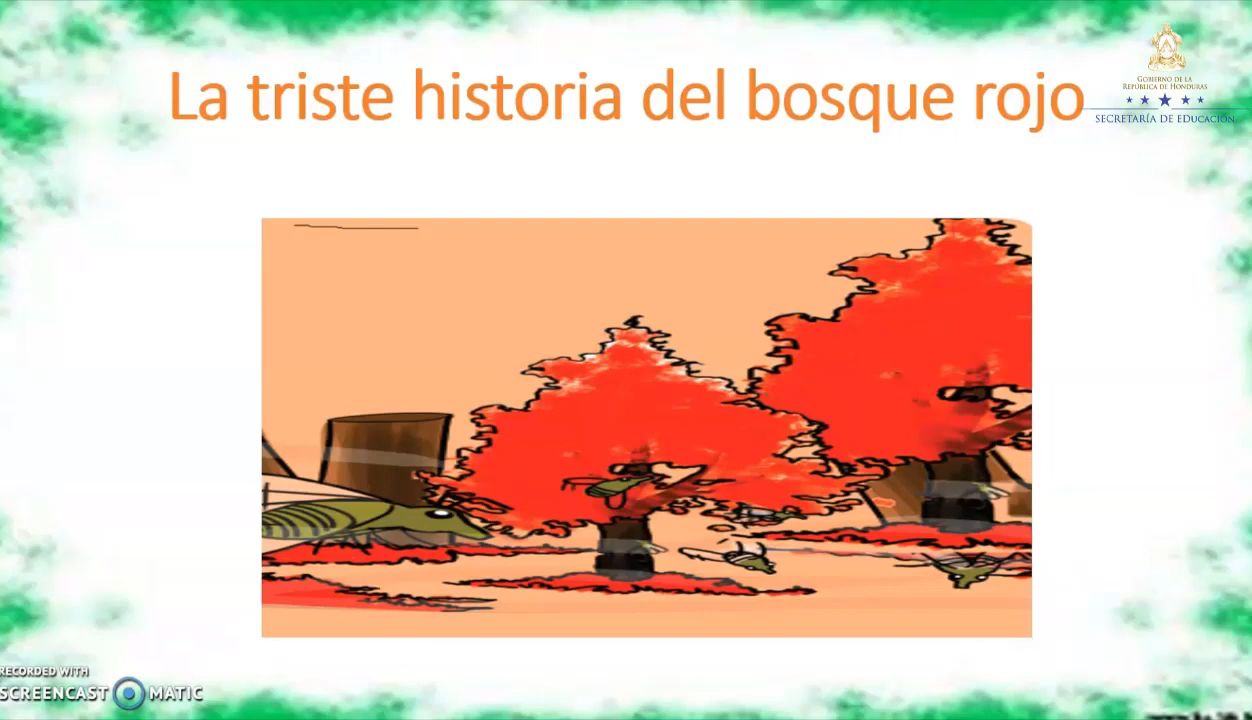 La triste historia del bosque rojo
GOBIERNO DE LA
REPÚBLICA DE HONDURAS
SECRETARÍA DE EDUCACIÓN
RECORDED WITH
SCREENCAST MATIC